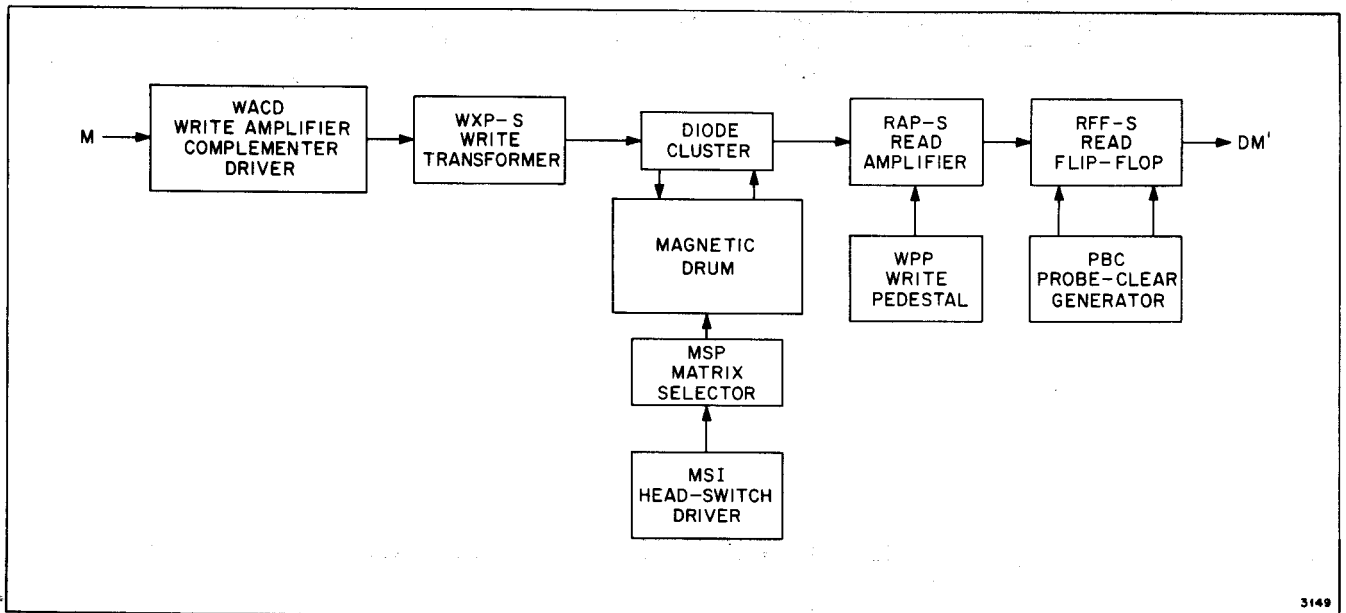 M
WACD
WRITE AMPLIFIER
COMPLEMENTER
DRIVER
WXP-S
WRITE
TRANSFORMER
DIODE
CLUSTER
RAP-S
READ
AMPLIFIER
RFF-S
READ
FLIP-FLOP
DM'
MAGNETIC
DRUM
WPP
WRITE
PEDESTAL
PBC
PROBE-CLEAR
GENERATOR
MSP
MATRIX
SELECTOR
MSI
HEAD-SWITCH
DRIVER
3149